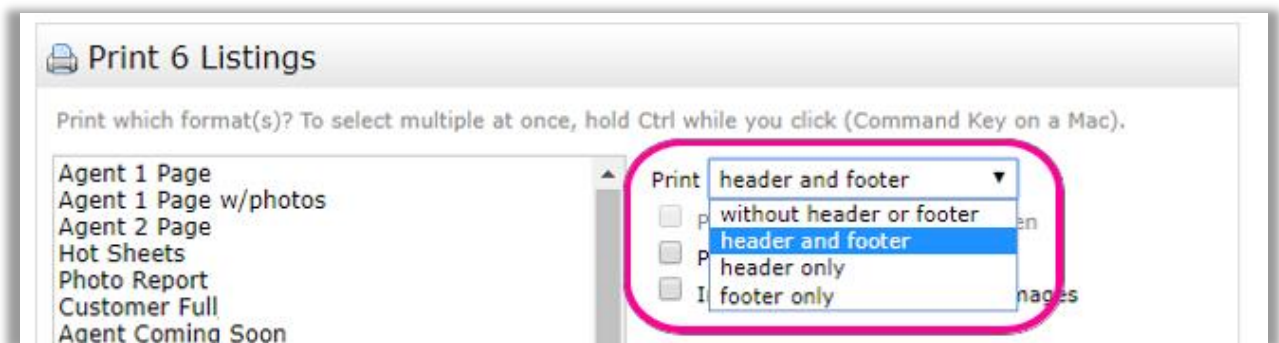 Print 6 Listings
Print which format(s)? To select multiple at once, hold Ctrl while you click (Command Key on a Mac).
Agent 1 Page
Agent 1 Page w/photos
Agent 2 Page
Hot Sheets
Photo Report
Customer Full
Agent Coming Soon
Print header and footer
without header or footer
header and footer
header only
footer only